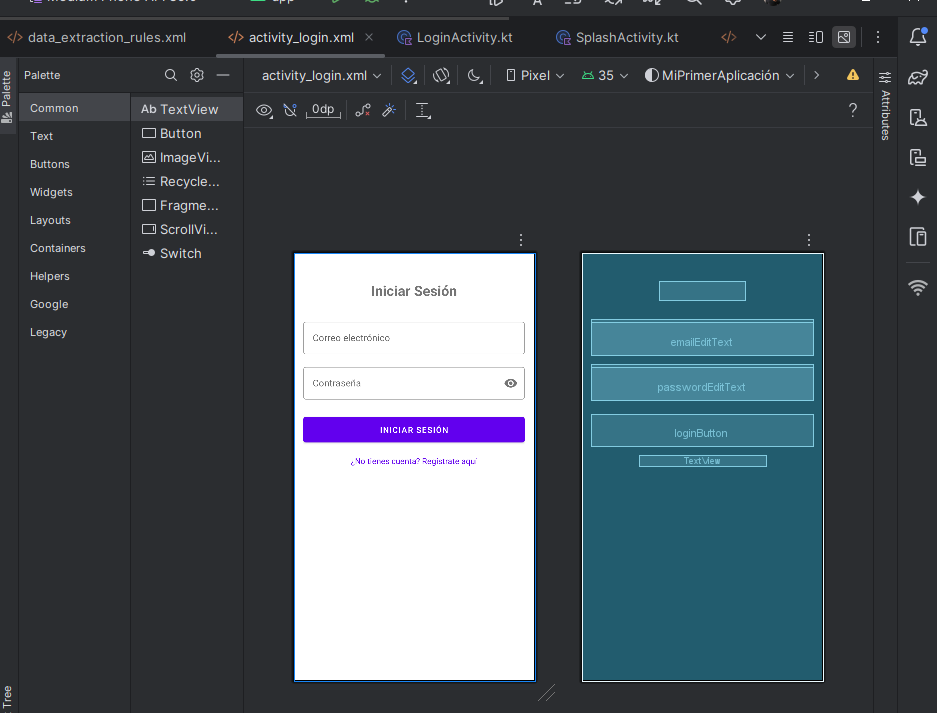 data_extraction_rules.xml
activity_login.xml
LoginActivity.kt
SplashActivity.kt
Palette
Palette
activity_login.xml
Pixel
35
MiPrimerAplicación
Attributes
Common
Text
Buttons
Widgets
Layouts
Containers
Helpers
Google
Legacy
Ab TextView
Button
ImageVi...
Recycle...
Fragme...
ScrollVi...
Switch
0dp
?
Iniciar Sesión
Correo electrónico
Contraseña
INICIAR SESIÓN
¿No tienes cuenta? Regístrate aquí
emailEditText
passwordEditText
loginButton
TextView
Tree